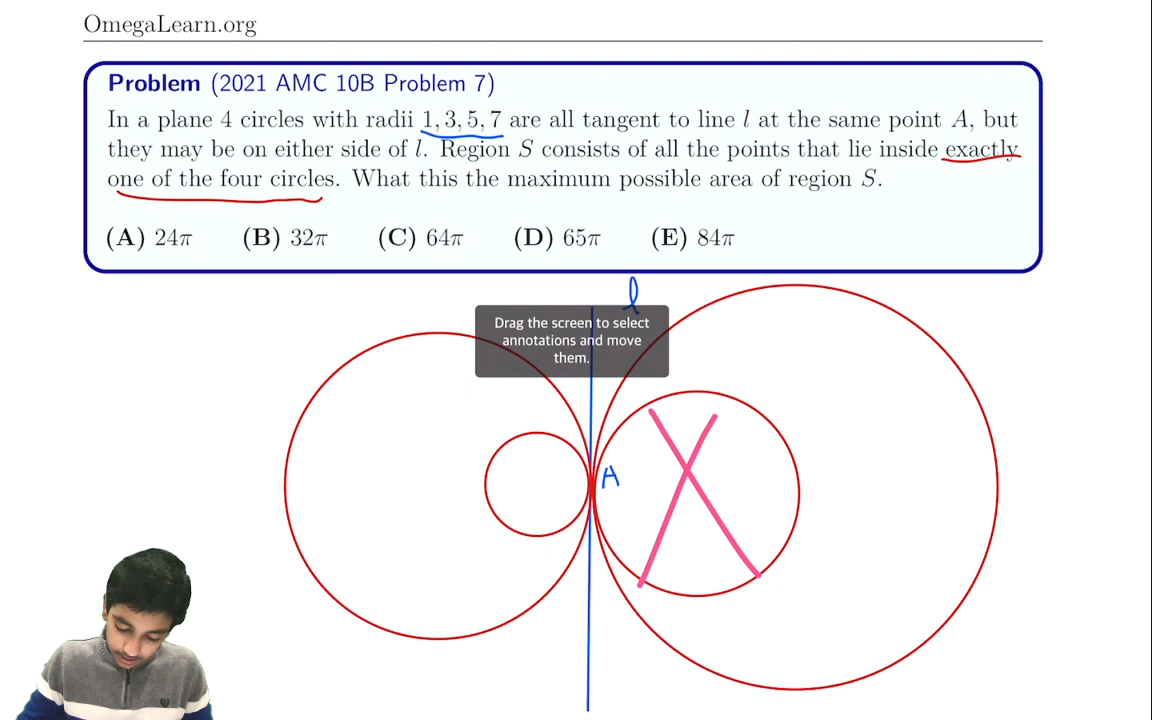 OmegaLearn.org
Problem (2021 AMC 10B Problem 7)
In a plane 4 circles with radii 1, 3, 5, 7 are all tangent to line l at the same point A, but
they may be on either side of l. Region S consists of all the points that lie inside exactly
one of the four circles. What this the maximum possible area of region S.
(A) 24π (B) 32π (C) 64π (D) 65π (E) 84π
l
Drag the screen to select
annotations and move
them.
A